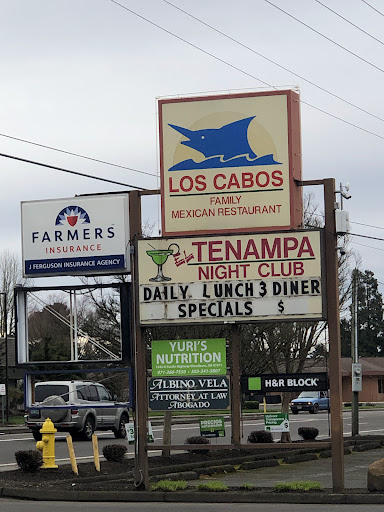 LOS CABOS
FAMILY
MEXICAN RESTAURANT
FARMERS
INSURANCE
J FERGUSON INSURANCE AGENCY
TENAMPA
NIGHT CLUB
DAILY LUNCH 3 DINER
SPECIALS $
YURI'S
NUTRITION
ALBINO VELA
ATTORNEY AT LAW
ABOGADO
H&R BLOCK